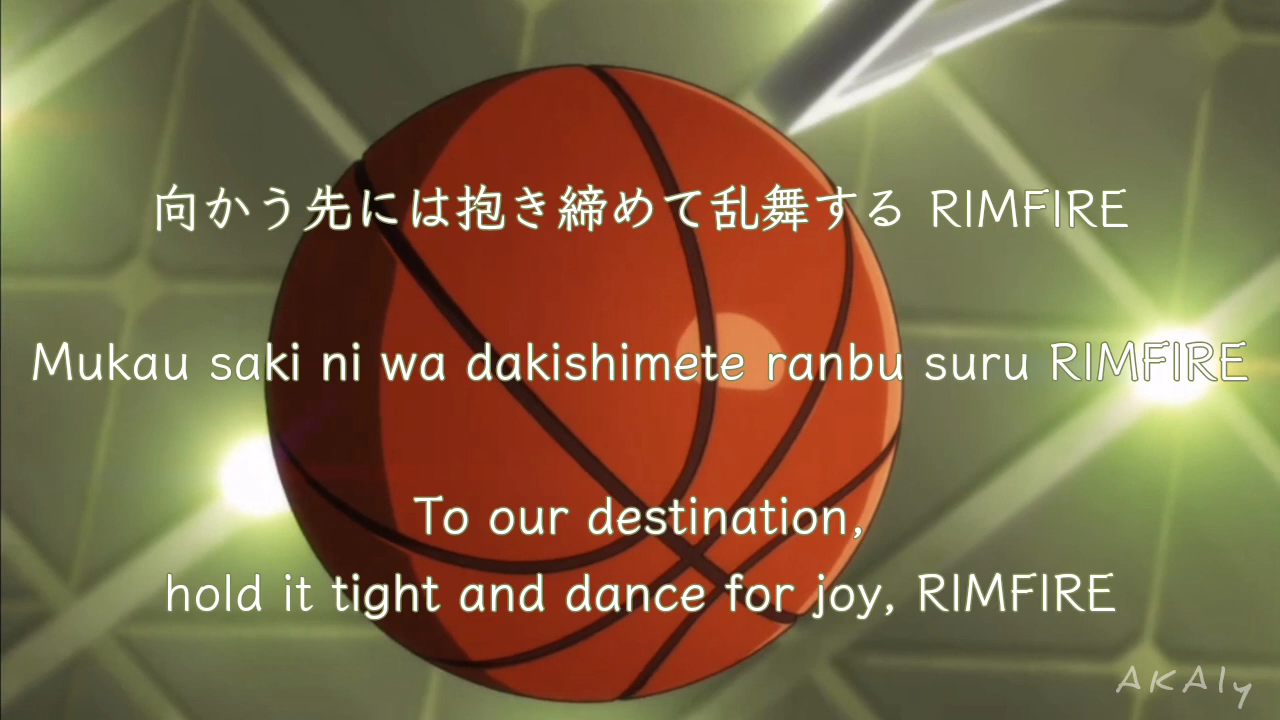 向かう先には抱き締めて乱舞する RIMFIRE
Mukau saki ni wa dakishimete ranbu suru RIMFIRE
To our destination,
hold it tight and dance for joy, RIMFIRE
AKAly